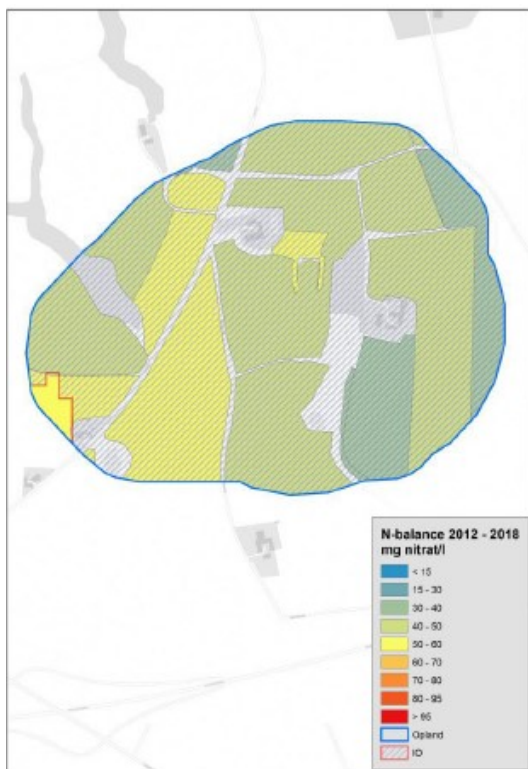 N-balance 2012 - 2018
mg nitrat/l
< 15
15 - 30
30 - 40
40 - 50
50 - 60
60 - 70
70 - 80
80 - 95
> 95
Opland
IO